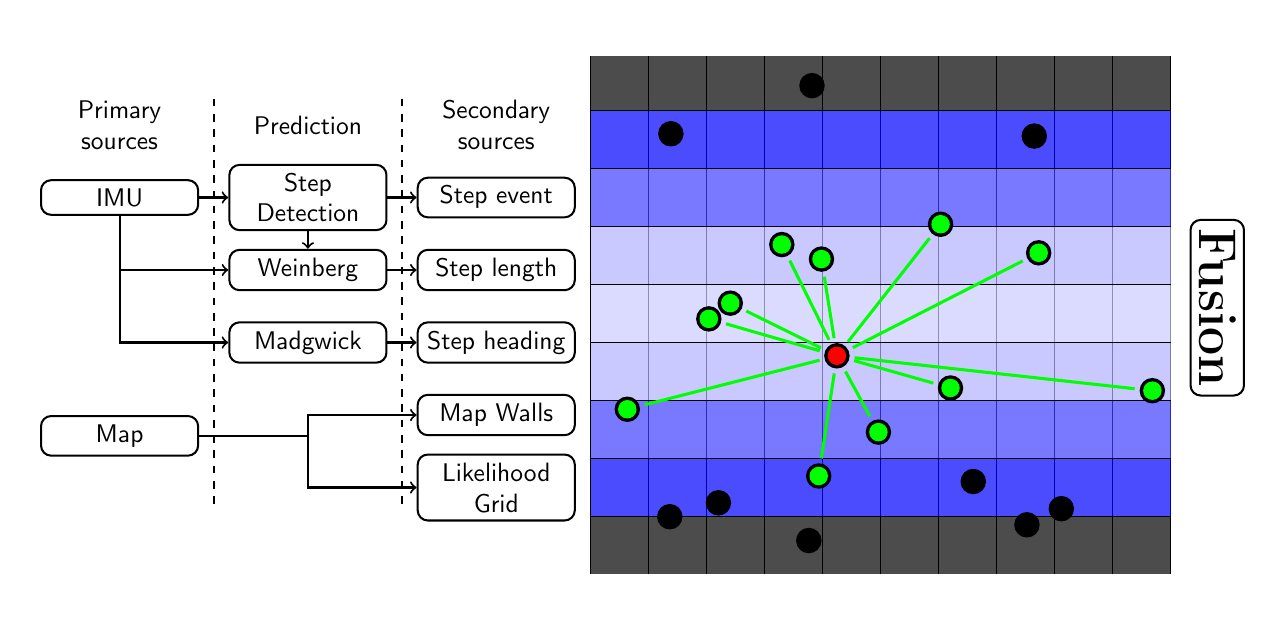 Primary
sources
Prediction
Secondary
sources
IMU
Step
Detection
Step event
Weinberg
Step length
Madgwick
Step heading
Map
Map Walls
Likelihood
Grid
Fusion